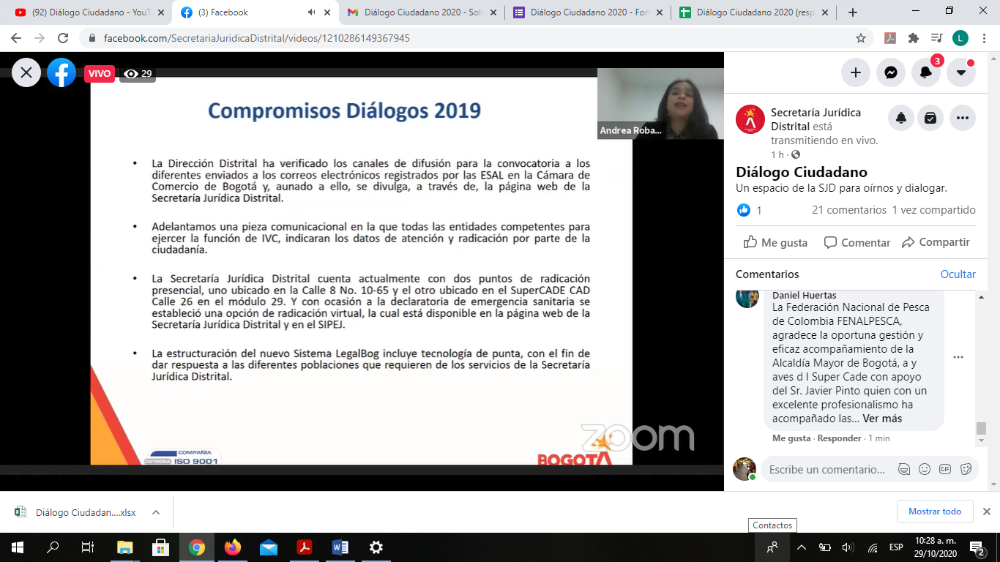 (92) Diálogo Ciudadano - YouT
(3) Facebook
Diálogo Ciudadano 2020 - Soli
Diálogo Ciudadano 2020 - Forr
Diálogo Ciudadano 2020 (resp
facebook.com/SecretariaJuridicaDistrital/videos/1210286149367945
L
VIVO
29
Compromisos Diálogos 2019
Andrea Roba...
• La Dirección Distrital ha verificado los canales de difusión para la convocatoria a los
diferentes enviados a los correos electrónicos registrados por las ESAL en la Cámara de
Comercio de Bogotá y, aunado a ello, se divulga, a través de, la página web de la
Secretaría Jurídica Distrital.
• Adelantamos una pieza comunicacional en la que todas las entidades competentes para
ejercer la función de IVC, indicaran los datos de atención y radicación por parte de la
ciudadanía.
• La Secretaría Jurídica Distrital cuenta actualmente con dos puntos de radicación
presencial, uno ubicado en la Calle 8 No. 10-65 y el otro ubicado en el SuperCADE CAD
Calle 26 en el módulo 29. Y con ocasión a la declaratoria de emergencia sanitaria se
estableció una opción de radicación virtual, la cual está disponible en la página web de la
Secretaría Jurídica Distrital y en el SIPEJ.
• La estructuración del nuevo Sistema LegalBog incluye tecnología de punta, con el fin de
dar respuesta a las diferentes poblaciones que requieren de los servicios de la Secretaría
Jurídica Distrital.
COMPAÑÍA
ISO 9001
zoom
BOGOTÁ
3
Secretaría Jurídica
Distrital está
transmitiendo en vivo.
1 h ·
Diálogo Ciudadano
Un espacio de la SJD para oírnos y dialogar.
1
21 comentarios 1 vez compartido
Me gusta
Comentar
Compartir
Comentarios
Ocultar
Daniel Huertas
La Federación Nacional de Pesca
de Colombia FENALPESCA,
agradece la oportuna gestión y
eficaz acompañamiento de la
Alcaldía Mayor de Bogotá, a y
aves d l Super Cade con apoyo
del Sr. Javier Pinto quien con un
excelente profesionalismo ha
acompañado las... Ver más
Me gusta · Responder · 1 min
Escribe un comentario...
GIF
Diálogo Ciudadan....xlsx
Mostrar todo
Contactos
ESP
10:28 a. m.
29/10/2020
2